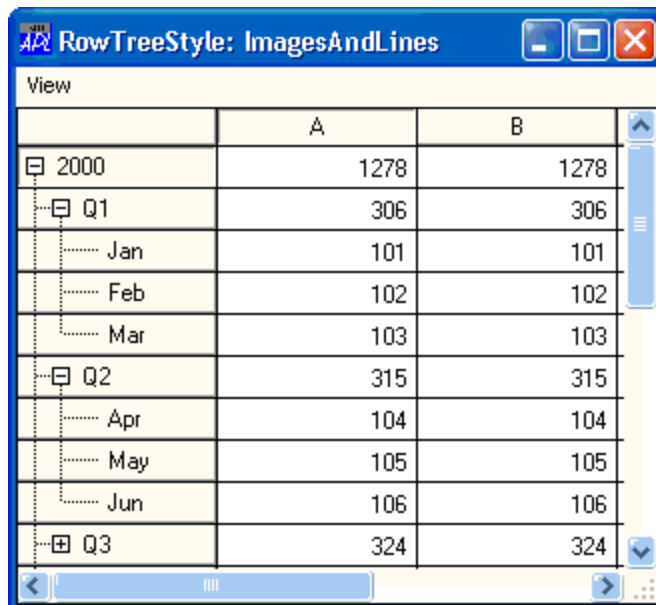 RowTreeStyle: ImagesAndLines
View
A B
2000 1278 1278
Q1 306 306
Jan 101 101
Feb 102 102
Mar 103 103
Q2 315 315
Apr 104 104
May 105 105
Jun 106 106
Q3 324 324